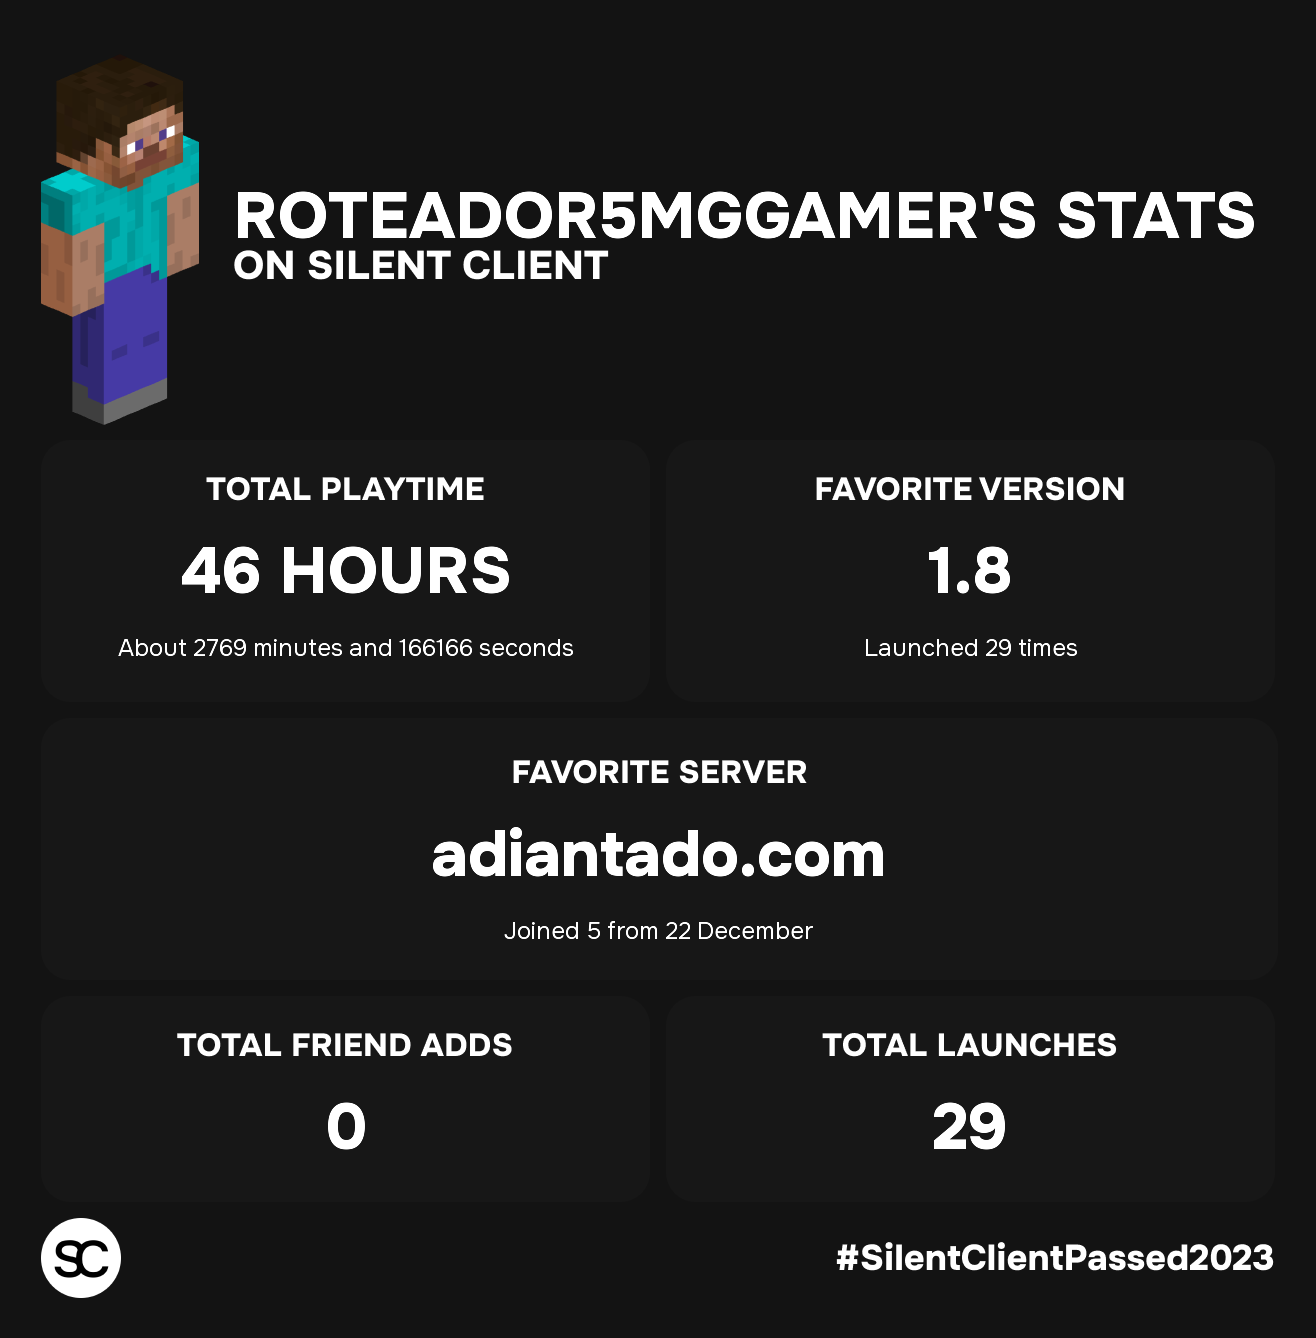 ROTEADOR5MGGAMER'S STATS
ON SILENT CLIENT
TOTAL PLAYTIME
46 HOURS
About 2769 minutes and 166166 seconds
FAVORITE VERSION
1.8
Launched 29 times
FAVORITE SERVER
adiantado.com
Joined 5 from 22 December
TOTAL FRIEND ADDS
0
TOTAL LAUNCHES
29
SC
#SilentClientPassed2023